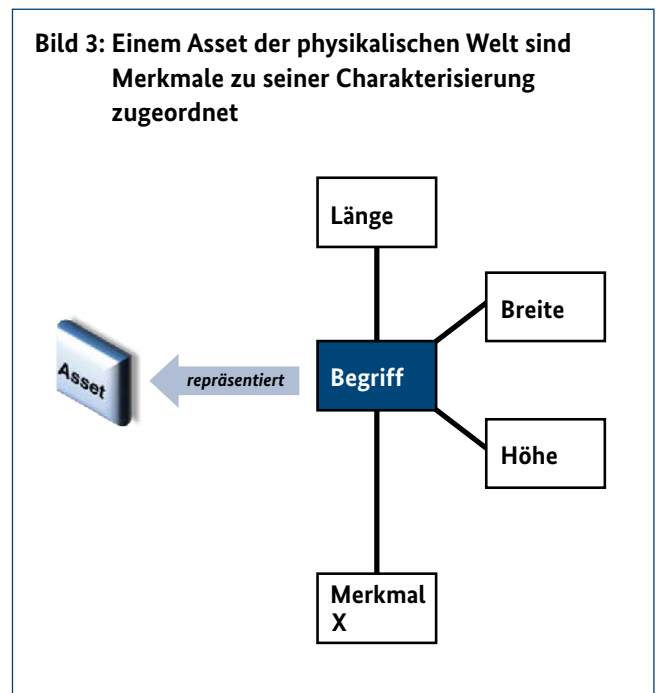 Bild 3: Einem Asset der physikalischen Welt sind
Merkmale zu seiner Charakterisierung
zugeordnet
Länge
Breite
Asset
repräsentiert
Begriff
Höhe
Merkmal
X